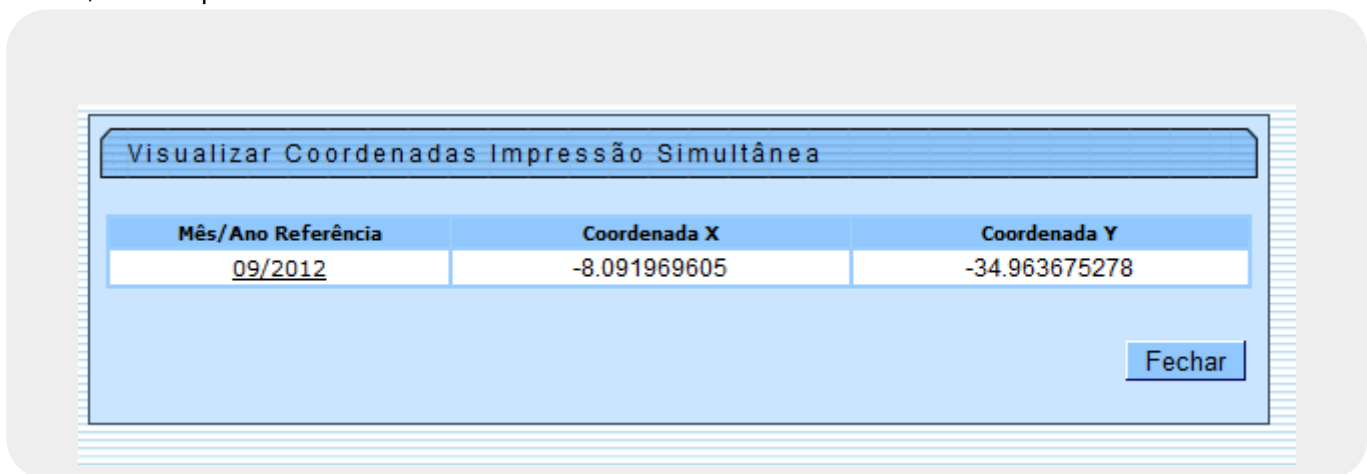 Visualizar Coordenadas Impressão Simultânea
Mês/Ano Referência Coordenada X Coordenada Y
09/2012 -8.091969605 -34.963675278
Fechar